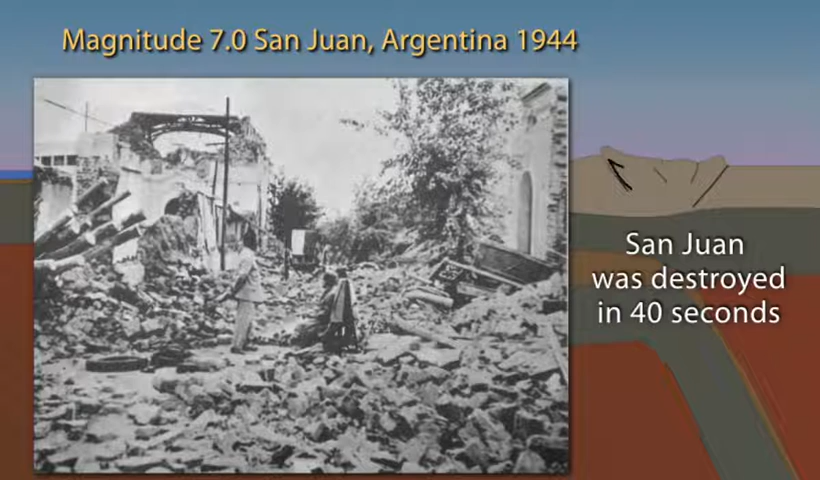 Magnitude 7.0 San Juan, Argentina 1944
San Juan
was destroyed
in 40 seconds